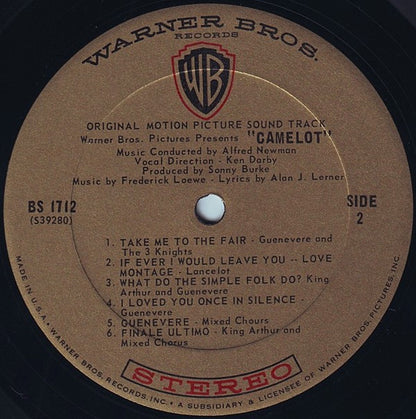 WARNER BROS.
RECORDS
WB
ORIGINAL MOTION PICTURE SOUND TRACK
Warner Bros. Pictures Presents "CAMELOT"
Music Conducted by Alfred Newman
Vocal Direction - Ken Darby
Produced by Sonny Burke
Music by Frederick Loewe - Lyrics by Alan J. Lerner
BS 1712
(S39280)
SIDE
2
1. TAKE ME TO THE FAIR - Guenevere and
The 3 Knights
2. IF EVER I WOULD LEAVE YOU -- LOVE
MONTAGE - Lancelot
3. WHAT DO THE SIMPLE FOLK DO? King
Arthur and Guenevere
4. I LOVED YOU ONCE IN SILENCE -
Guenevere
5. GUENEVERE - Mixed Chours
6. FINALE ULTIMO - King Arthur and
Mixed Chorus
STEREO
MADE IN U.S.A. • WARNER BROS. RECORDS, INC. • A SUBSIDIARY & LICENSEE OF WARNER BROS. PICTURES, INC.